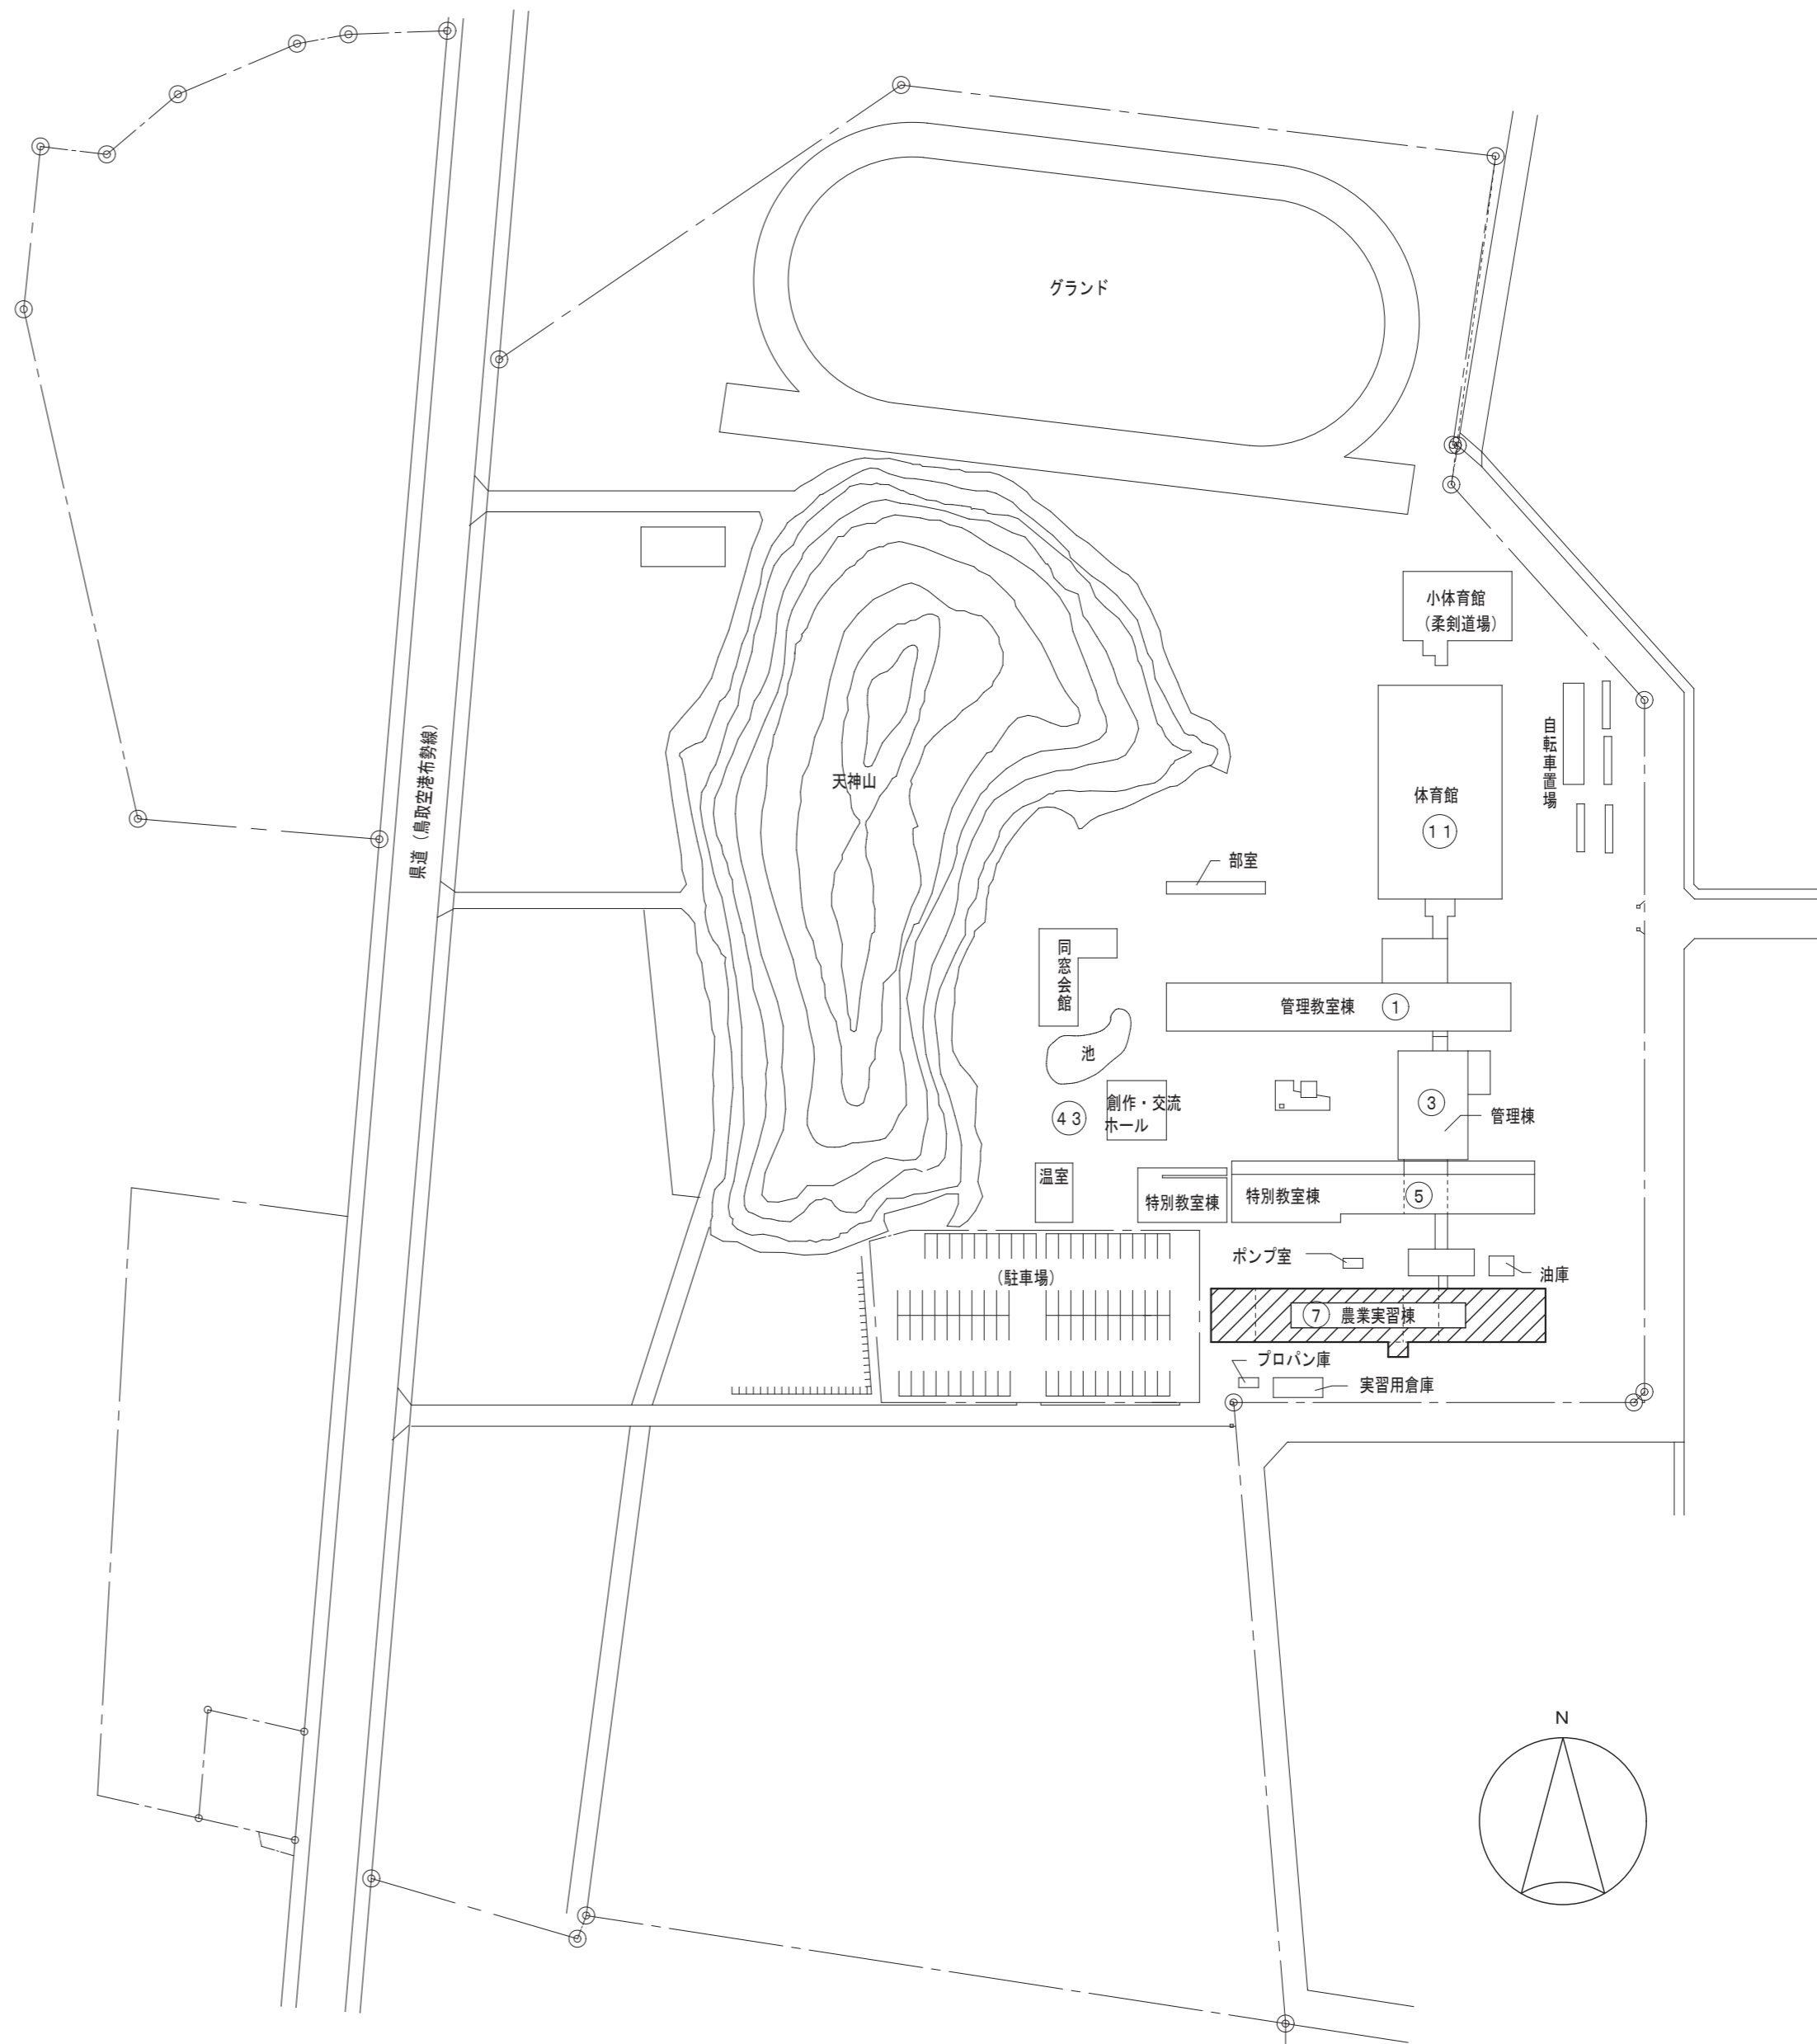 グランド
小体育館
（柔剣道場）
自転車置場
県道（鳥取空港布勢線）
天神山
体育館
11
部室
同窓会館
管理教室棟 1
池
3
創作・交流
ホール
43
管理棟
温室
特別教室棟
特別教室棟 5
ポンプ室
油庫
（駐車場）
7 農業実習棟
プロパン庫
実習用倉庫
N